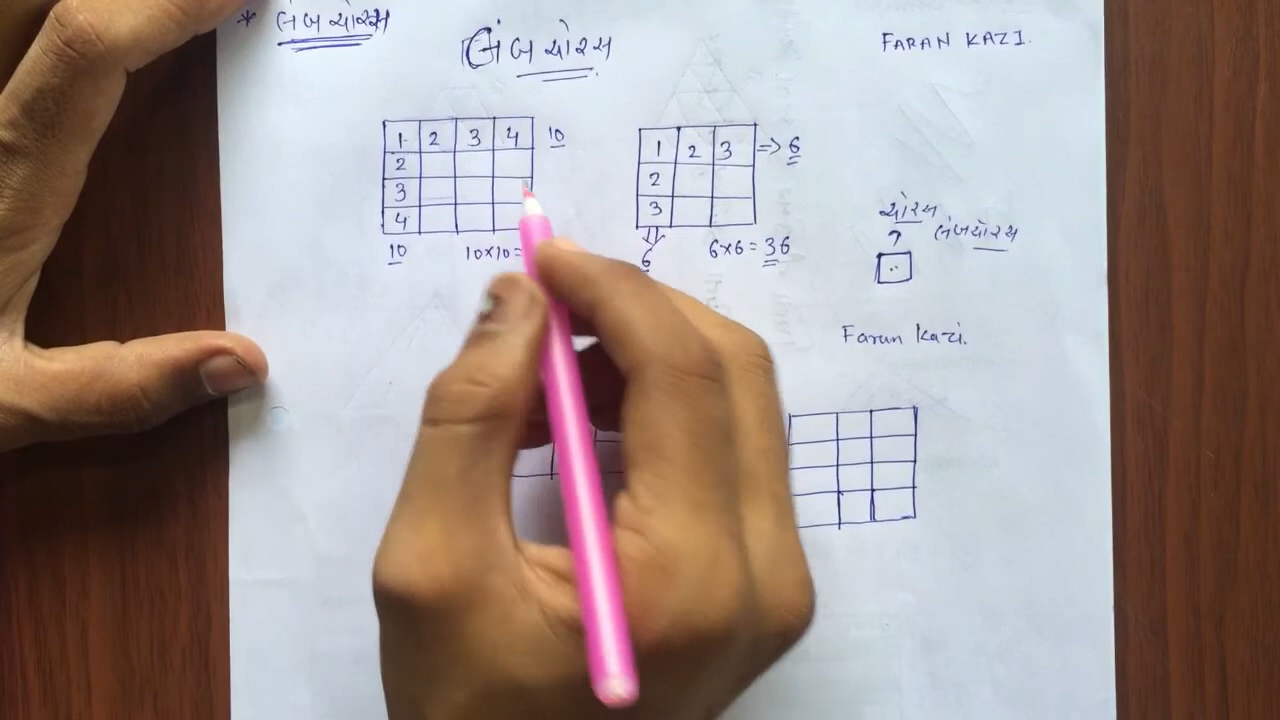 * લંબચોરસ
લંબચોરસ
FARAN KAZI.
1 2 3 4 10
2
3
4
10
10×10=
1 2 3 => 6
2
3
6
6×6=36
ચોરસ
લંબચોરસ
?
Faran Kazi.